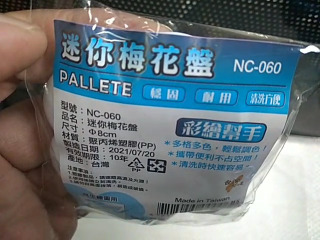 迷你梅花盤
NC-060
PALLETE
穩固
耐用
清洗方便
型號：NC-060
品名：迷你梅花盤
尺寸：Φ8cm
材質：聚丙烯塑膠(PP)
製造日期：2021/07/20
有效期限：10年
產地：台灣
PP
彩繪幫手
*多格多色，輕鬆調色！
*攜帶便利不占空間！
*清洗時快速容易。
Made in Taiwan